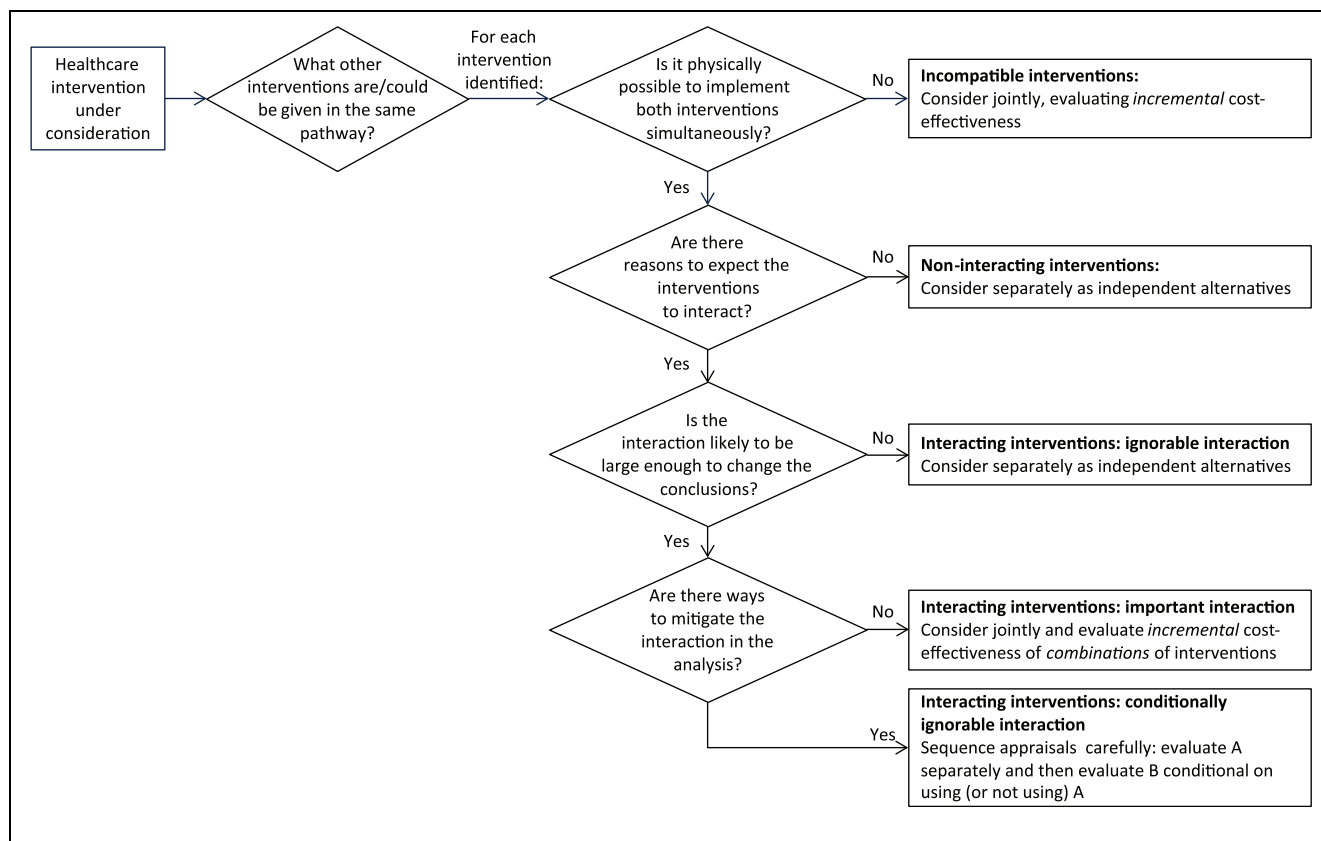 Healthcare
intervention
under
consideration
What other
interventions are/could
be given in the same
pathway?
For each
intervention
identified:
Is it physically
possible to implement
both interventions
simultaneously?
No
Incompatible interventions:
Consider jointly, evaluating incremental cost-
effectiveness
Yes
Are there
reasons to expect the
interventions
to interact?
No
Non-interacting interventions:
Consider separately as independent alternatives
Yes
Is the
interaction likely to be
large enough to change the
conclusions?
No
Interacting interventions: ignorable interaction
Consider separately as independent alternatives
Yes
Are there ways
to mitigate the
interaction in the
analysis?
No
Interacting interventions: important interaction
Consider jointly and evaluate incremental cost-
effectiveness of combinations of interventions
Yes
Interacting interventions: conditionally
ignorable interaction
Sequence appraisals carefully: evaluate A
separately and then evaluate B conditional on
using (or not using) A